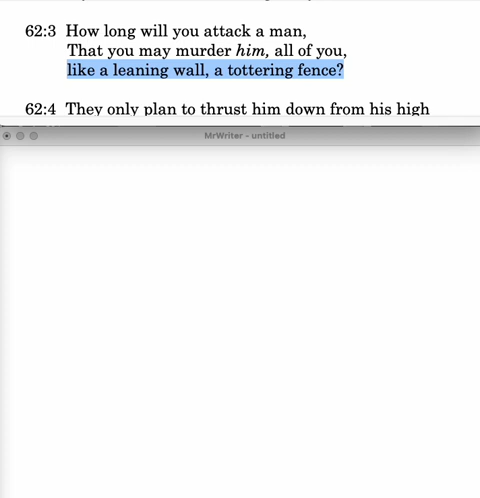 62:3 How long will you attack a man,
That you may murder him, all of you,
like a leaning wall, a tottering fence?
62:4 They only plan to thrust him down from his high
MrWriter - untitled